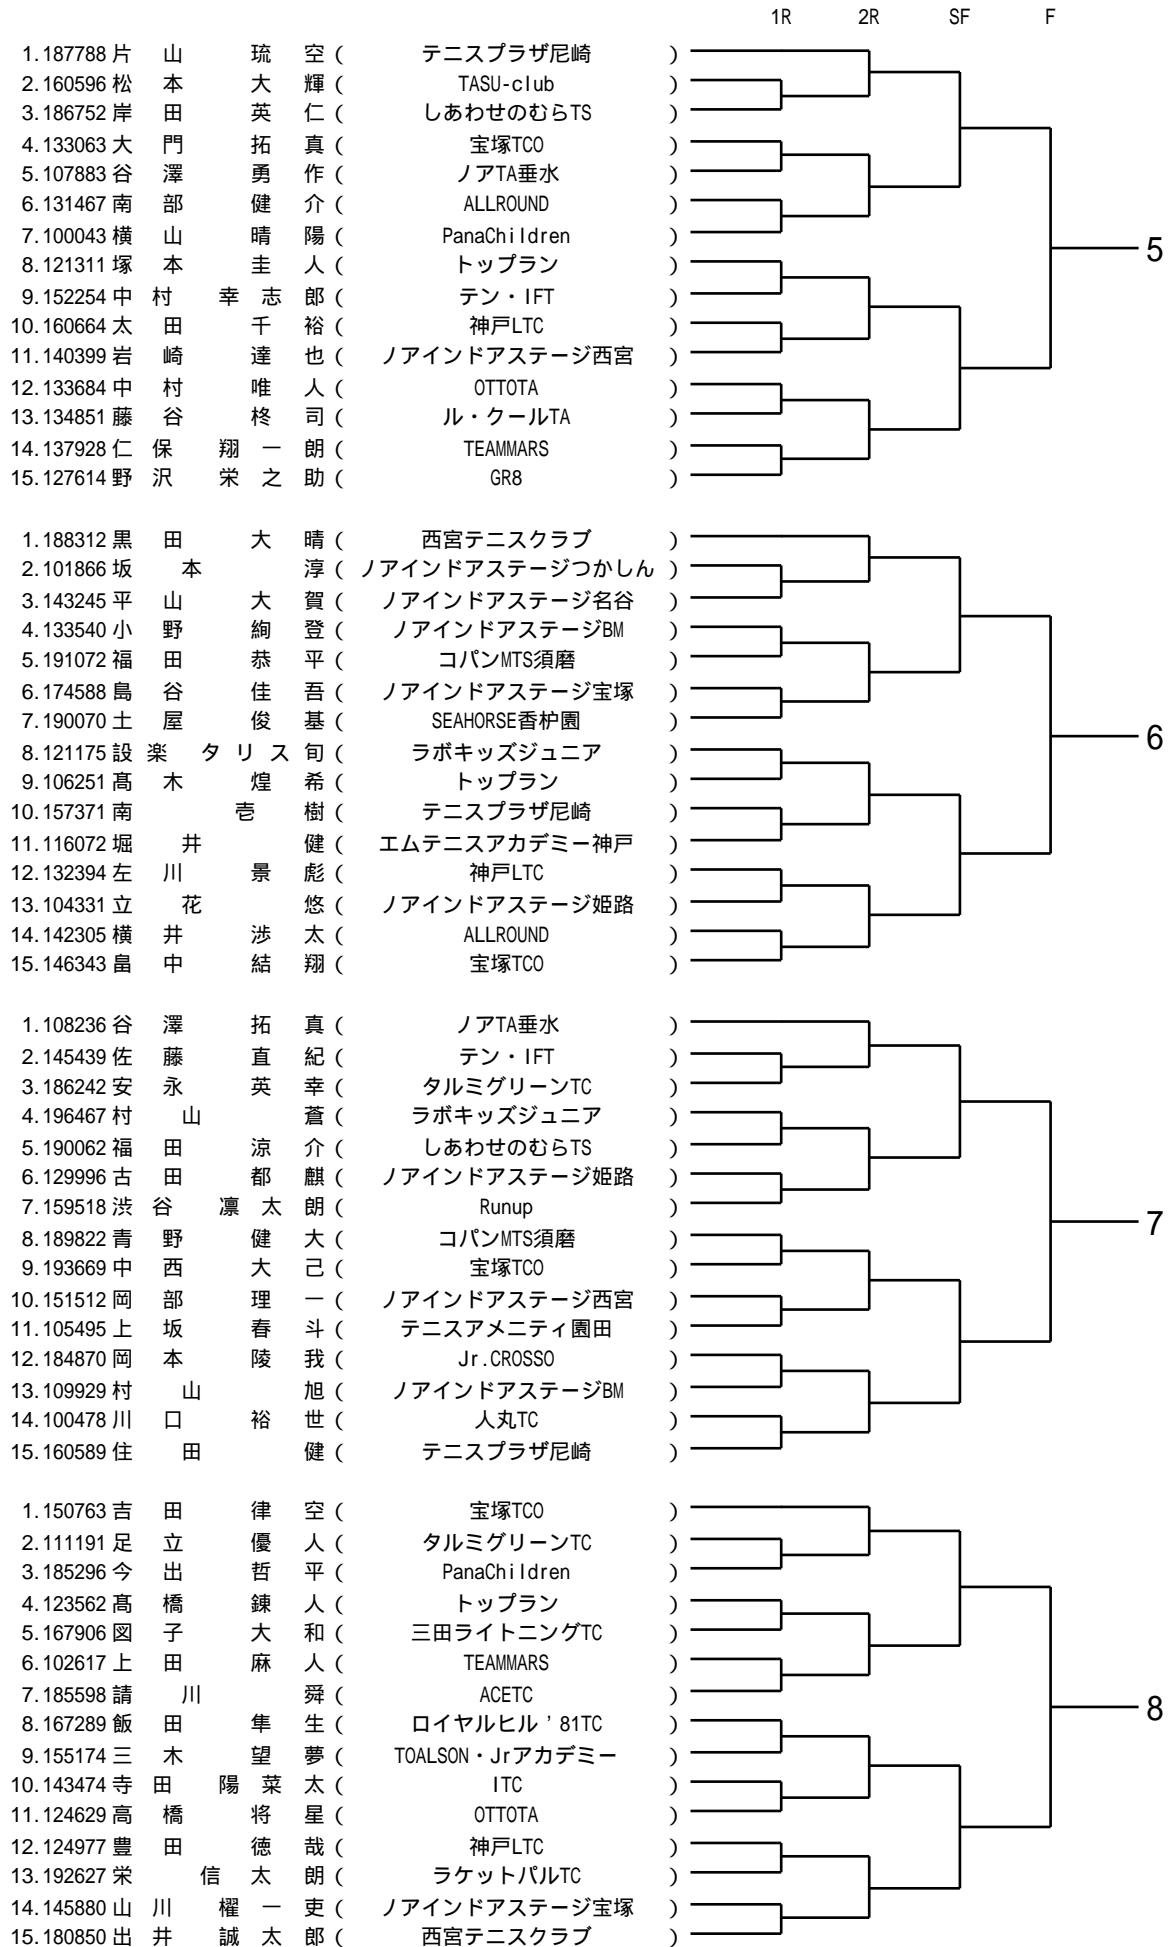 1R 2R SF F
1.187788 片 山 琉 空 ( テニスプラザ尼崎 )
2.160596 松 本 大 輝 ( TASU-club )
3.186752 岸 田 英 仁 ( しあわせのむらTS )
4.133063 大 門 拓 真 ( 宝塚TCO )
5.107883 谷 澤 勇 作 ( ノアTA垂水 )
6.131467 南 部 健 介 ( ALLROUND )
7.100043 横 山 晴 陽 ( PanaChildren )
5
8.121311 塚 本 圭 人 ( トップラン )
9.152254 中 村 幸 志 郎 ( テン・IFT )
10.160664 太 田 千 裕 ( 神戸LTC )
11.140399 岩 崎 達 也 ( ノアインドアステージ西宮 )
12.133684 中 村 唯 人 ( OTTOTA )
13.134851 藤 谷 柊 司 ( ル・クールTA )
14.137928 仁 保 翔 一 朗 ( TEAMMARS )
15.127614 野 沢 栄 之 助 ( GR8 )
1.188312 黒 田 大 晴 ( 西宮テニスクラブ )
2.101866 坂 本 淳 ( ノアインドアステージつかしん )
3.143245 平 山 大 賀 ( ノアインドアステージ名谷 )
4.133540 小 野 絢 登 ( ノアインドアステージBM )
5.191072 福 田 恭 平 ( コパンMTS須磨 )
6.174588 島 谷 佳 吾 ( ノアインドアステージ宝塚 )
7.190070 土 屋 俊 基 ( SEAHORSE香枦園 )
6
8.121175 設 楽 タ リ ス 旬 ( ラボキッズジュニア )
9.106251 髙 木 煌 希 ( トップラン )
10.157371 南 壱 樹 ( テニスプラザ尼崎 )
11.116072 堀 井 健 ( エムテニスアカデミー神戸 )
12.132394 左 川 景 彪 ( 神戸LTC )
13.104331 立 花 悠 ( ノアインドアステージ姫路 )
14.142305 横 井 渉 太 ( ALLROUND )
15.146343 畠 中 結 翔 ( 宝塚TCO )
1.108236 谷 澤 拓 真 ( ノアTA垂水 )
2.145439 佐 藤 直 紀 ( テン・IFT )
3.186242 安 永 英 幸 ( タルミグリーンTC )
4.196467 村 山 蒼 ( ラボキッズジュニア )
5.190062 福 田 涼 介 ( しあわせのむらTS )
6.129996 古 田 都 麒 ( ノアインドアステージ姫路 )
7.159518 渋 谷 凛 太 朗 ( Runup )
7
8.189822 青 野 健 大 ( コパンMTS須磨 )
9.193669 中 西 大 己 ( 宝塚TCO )
10.151512 岡 部 理 一 ( ノアインドアステージ西宮 )
11.105495 上 坂 春 斗 ( テニスアメニティ園田 )
12.184870 岡 本 陵 我 ( Jr.CROSSO )
13.109929 村 山 旭 ( ノアインドアステージBM )
14.100478 川 口 裕 世 ( 人丸TC )
15.160589 住 田 健 ( テニスプラザ尼崎 )
1.150763 吉 田 律 空 ( 宝塚TCO )
2.111191 足 立 優 人 ( タルミグリーンTC )
3.185296 今 出 哲 平 ( PanaChildren )
4.123562 髙 橋 錬 人 ( トップラン )
5.167906 図 子 大 和 ( 三田ライトニングTC )
6.102617 上 田 麻 人 ( TEAMMARS )
7.185598 請 川 舜 ( ACETC )
8
8.167289 飯 田 隼 生 ( ロイヤルヒル'81TC )
9.155174 三 木 望 夢 ( TOALSON・Jrアカデミー )
10.143474 寺 田 陽 菜 太 ( ITC )
11.124629 高 橋 将 星 ( OTTOTA )
12.124977 豊 田 徳 哉 ( 神戸LTC )
13.192627 栄 信 太 朗 ( ラケットパルTC )
14.145880 山 川 櫂 一 吏 ( ノアインドアステージ宝塚 )
15.180850 出 井 誠 太 郎 ( 西宮テニスクラブ )